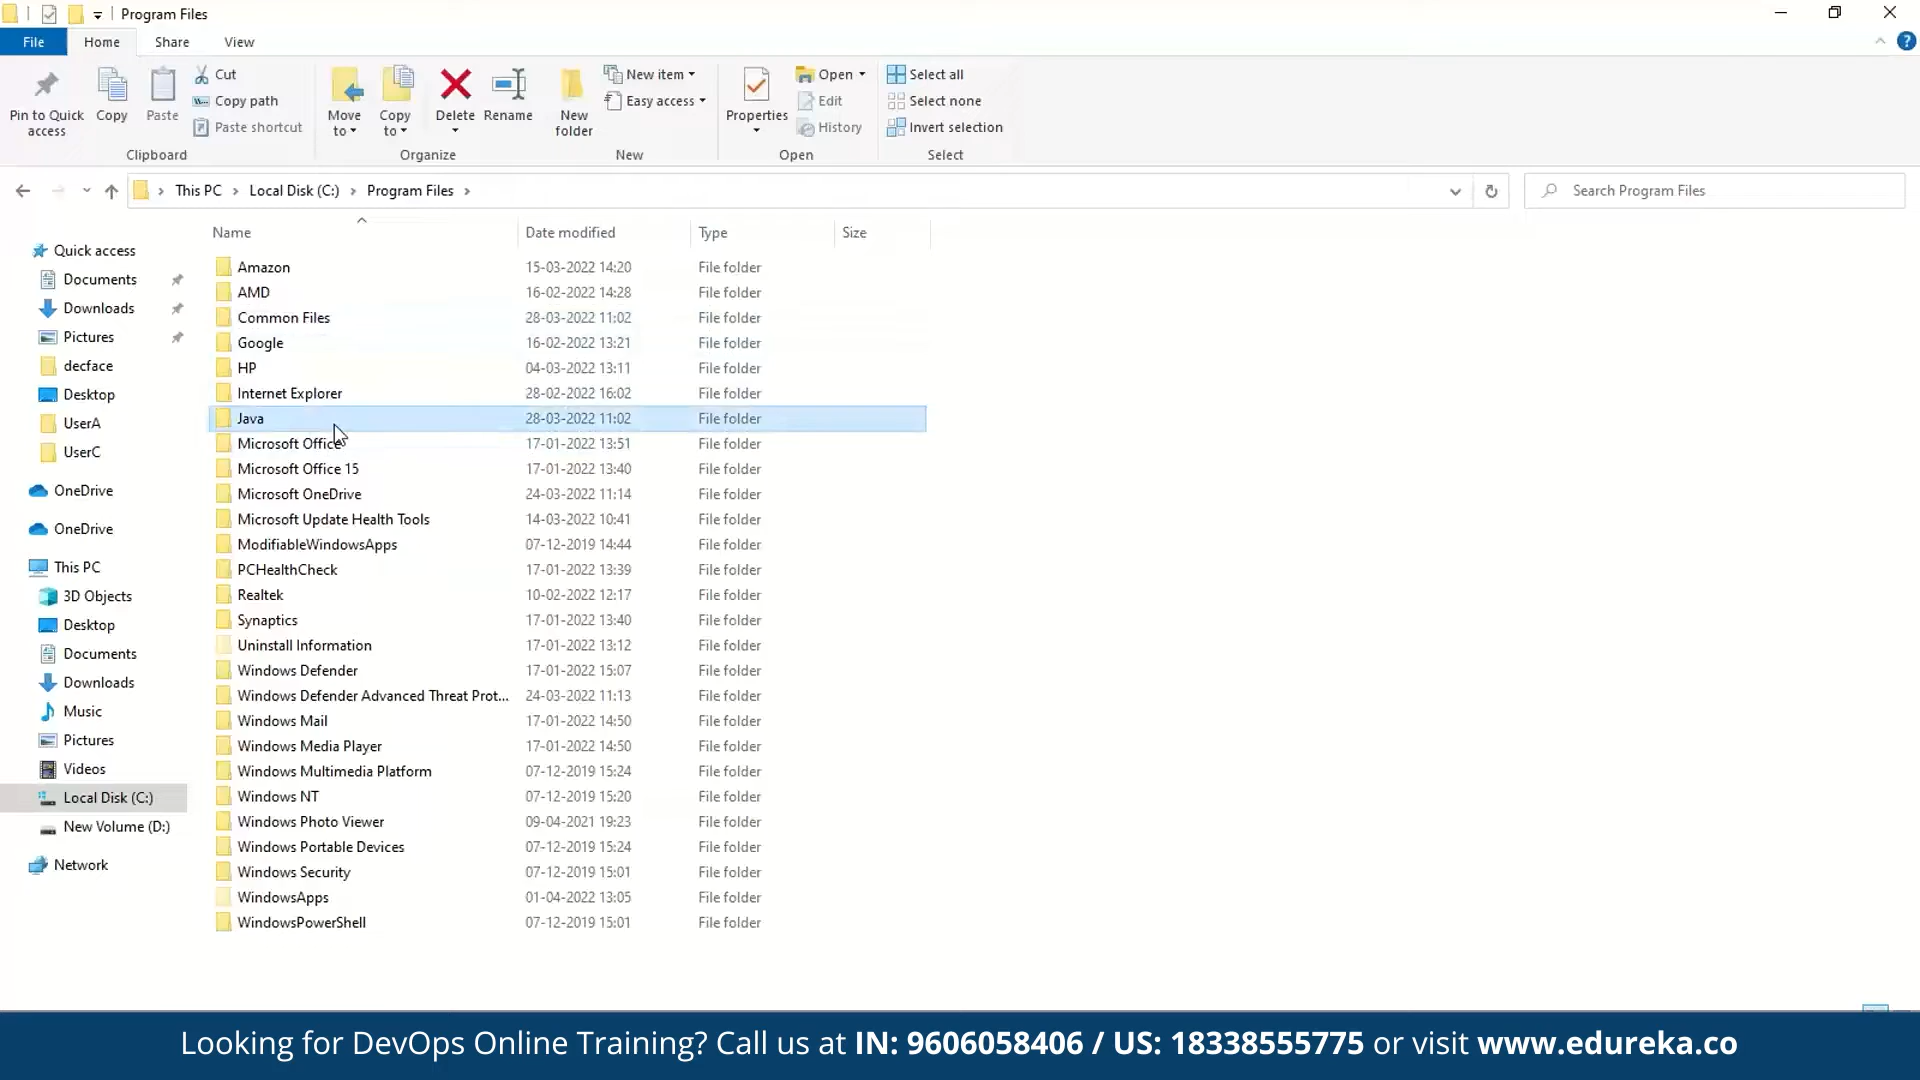 Program Files
File Home Share View
Pin to Quick access
Copy
Paste
Cut
Copy path
Paste shortcut
Clipboard
Move to
Copy to
Delete
Rename
Organize
New folder
New item
Easy access
New
Properties
Open
Edit
History
Open
Select all
Select none
Invert selection
Select
This PC Local Disk (C:) Program Files
Search Program Files
Name Date modified Type Size
Quick access
Documents
Downloads
Pictures
decface
Desktop
UserA
UserC
OneDrive
OneDrive
This PC
3D Objects
Desktop
Documents
Downloads
Music
Pictures
Videos
Local Disk (C:)
New Volume (D:)
Network
Amazon 15-03-2022 14:20 File folder
AMD 16-02-2022 14:28 File folder
Common Files 28-03-2022 11:02 File folder
Google 16-02-2022 13:21 File folder
HP 04-03-2022 13:11 File folder
Internet Explorer 28-02-2022 16:02 File folder
Java 28-03-2022 11:02 File folder
Microsoft Office 17-01-2022 13:51 File folder
Microsoft Office 15 17-01-2022 13:40 File folder
Microsoft OneDrive 24-03-2022 11:14 File folder
Microsoft Update Health Tools 14-03-2022 10:41 File folder
ModifiableWindowsApps 07-12-2019 14:44 File folder
PCHealthCheck 17-01-2022 13:39 File folder
Realtek 10-02-2022 12:17 File folder
Synaptics 17-01-2022 13:40 File folder
Uninstall Information 17-01-2022 13:12 File folder
Windows Defender 17-01-2022 15:07 File folder
Windows Defender Advanced Threat Prot... 24-03-2022 11:13 File folder
Windows Mail 17-01-2022 14:50 File folder
Windows Media Player 17-01-2022 14:50 File folder
Windows Multimedia Platform 07-12-2019 15:24 File folder
Windows NT 07-12-2019 15:20 File folder
Windows Photo Viewer 09-04-2021 19:23 File folder
Windows Portable Devices 07-12-2019 15:24 File folder
Windows Security 07-12-2019 15:01 File folder
WindowsApps 01-04-2022 13:05 File folder
WindowsPowerShell 07-12-2019 15:01 File folder
Looking for DevOps Online Training? Call us at IN: 9606058406 / US: 18338555775 or visit www.edureka.co